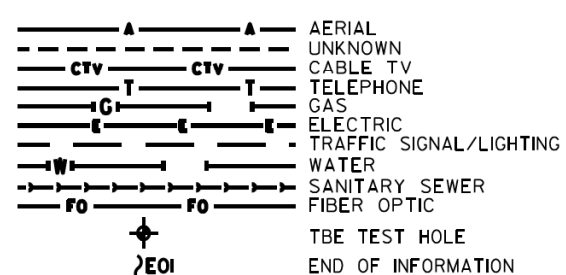 A A AERIAL
UNKNOWN
CTV CTV CABLE TV
T T TELEPHONE
G GAS
E E E ELECTRIC
TRAFFIC SIGNAL/LIGHTING
W WATER
SANITARY SEWER
FO FO FIBER OPTIC
TBE TEST HOLE
EOI END OF INFORMATION